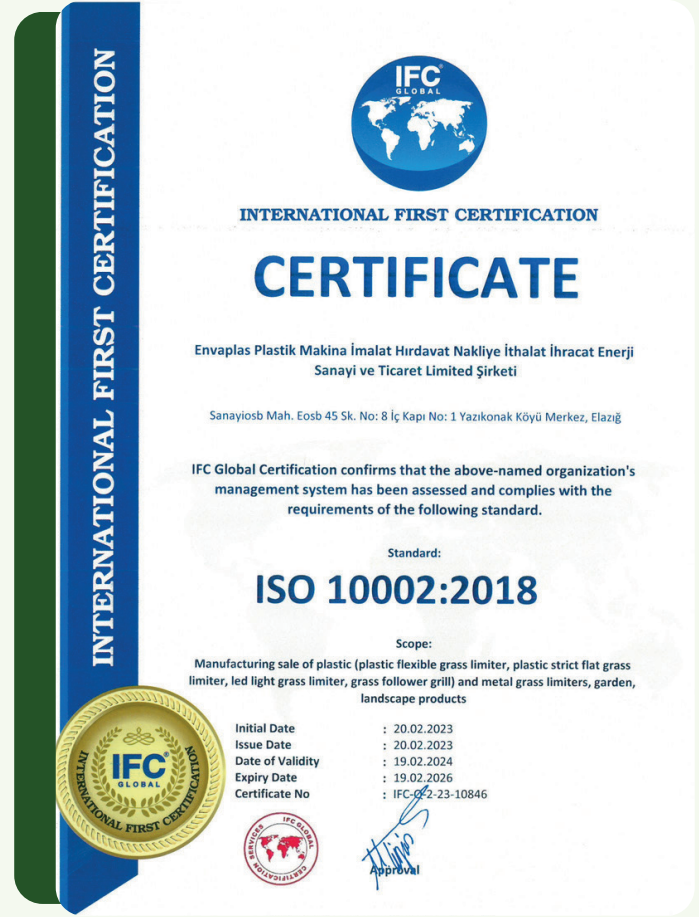 INTERNATIONAL FIRST CERTIFICATION
IFC
GLOBAL
INTERNATIONAL FIRST CERTIFICATION
CERTIFICATE
Envaplas Plastik Makina İmalat Hırdavat Nakliye İthalat İhracat Enerji
Sanayi ve Ticaret Limited Şirketi
Sanayiosb Mah. Eosb 45 Sk. No: 8 İç Kapı No: 1 Yazıkonak Köyü Merkez, Elazığ
IFC Global Certification confirms that the above-named organization's
management system has been assessed and complies with the
requirements of the following standard.
Standard:
ISO 10002:2018
Scope:
Manufacturing sale of plastic (plastic flexible grass limiter, plastic strict flat grass
limiter, led light grass limiter, grass follower grill) and metal grass limiters, garden,
landscape products
Initial Date : 20.02.2023
Issue Date : 20.02.2023
Date of Validity : 19.02.2024
Expiry Date : 19.02.2026
Certificate No : IFC- 2-23-10846
IFC
GLOBAL
INTERNATIONAL FIRST CERTIFICATION
IFC GLOBAL
CERTIFICATION SERVICES
Approval